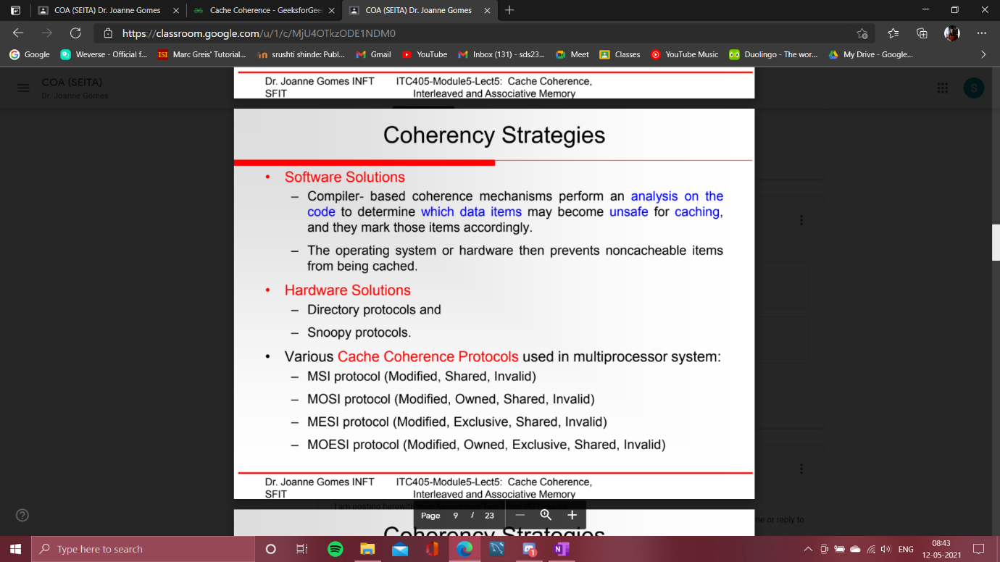 COA (SEITA) Dr. Joanne Gomes
Cache Coherence - GeeksforGee
COA (SEITA) Dr. Joanne Gomes
https://classroom.google.com/u/1/c/MjU4OTkzODE1NDM0
Google
Weverse - Official f...
ISI Marc Greis' Tutorial...
srushti shinde: Publ...
Gmail
YouTube
Inbox (131) - sds23...
Meet
Classes
YouTube Music
Duolingo - The wor...
My Drive - Google...
COA (SEITA)
Dr. Joanne Gomes
S
Dr. Joanne Gomes INFT ITC405-Module5-Lect5: Cache Coherence,
SFIT Interleaved and Associative Memory
Coherency Strategies
• Software Solutions
– Compiler- based coherence mechanisms perform an analysis on the
code to determine which data items may become unsafe for caching,
and they mark those items accordingly.
– The operating system or hardware then prevents noncacheable items
from being cached.
• Hardware Solutions
– Directory protocols and
– Snoopy protocols.
• Various Cache Coherence Protocols used in multiprocessor system:
– MSI protocol (Modified, Shared, Invalid)
– MOSI protocol (Modified, Owned, Shared, Invalid)
– MESI protocol (Modified, Exclusive, Shared, Invalid)
– MOESI protocol (Modified, Owned, Exclusive, Shared, Invalid)
Dr. Joanne Gomes INFT ITC405-Module5-Lect5: Cache Coherence,
SFIT Interleaved and Associative Memory
I am posting herewith
me or reply to
Page 9 / 23
Coherency Strategies
Type here to search
1
ENG
08:43
12-05-2021